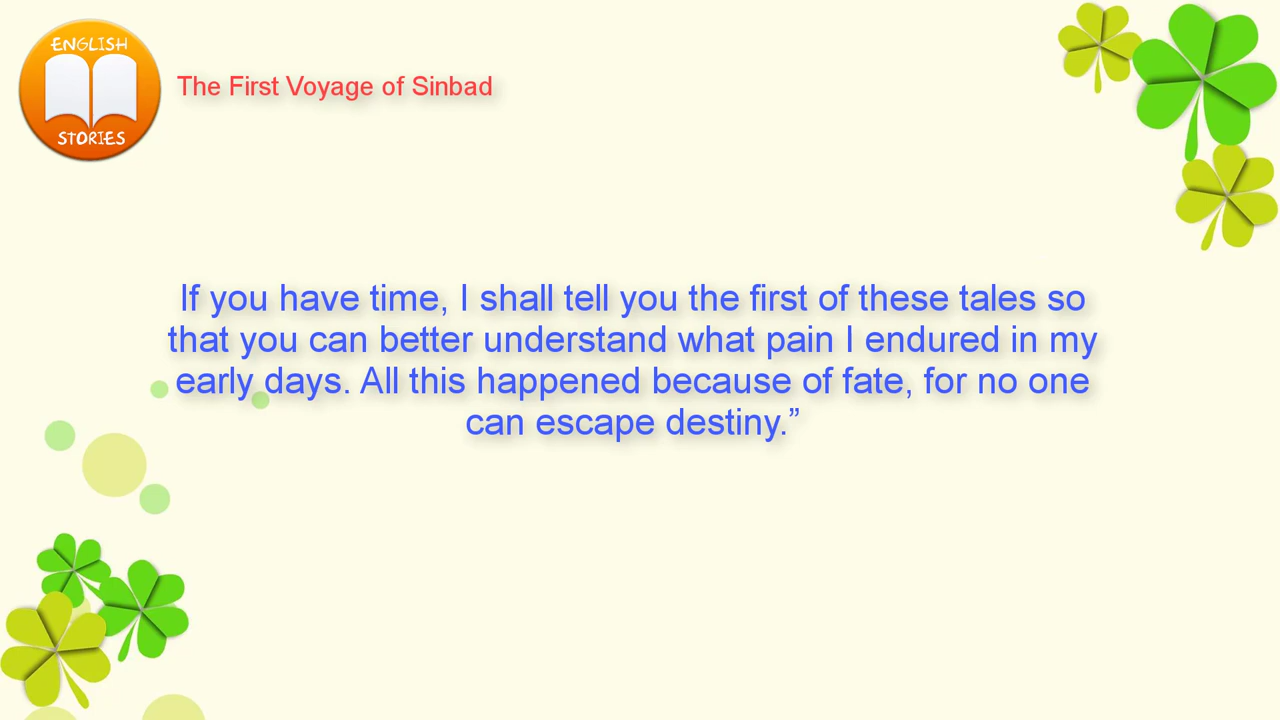 ENGLISH
STORIES
The First Voyage of Sinbad
If you have time, I shall tell you the first of these tales so
that you can better understand what pain I endured in my
early days. All this happened because of fate, for no one
can escape destiny.”